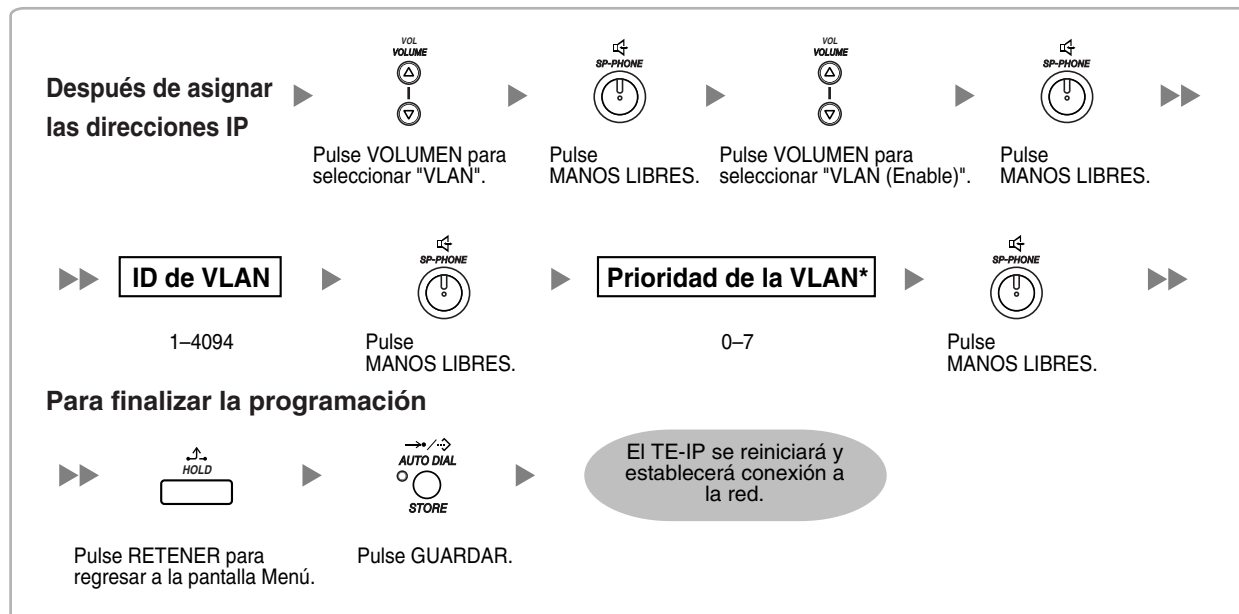 VOL
VOLUME
SP-PHONE
VOL
VOLUME
SP-PHONE
Después de asignar
las direcciones IP
Pulse VOLUMEN para
seleccionar "VLAN".
Pulse
MANOS LIBRES.
Pulse VOLUMEN para
seleccionar "VLAN (Enable)".
Pulse
MANOS LIBRES.
SP-PHONE
SP-PHONE
ID de VLAN
Prioridad de la VLAN*
1–4094
Pulse
MANOS LIBRES.
0–7
Pulse
MANOS LIBRES.
Para finalizar la programación
HOLD
AUTO DIAL
STORE
El TE-IP se reiniciará y
establecerá conexión a
la red.
Pulse RETENER para
regresar a la pantalla Menú.
Pulse GUARDAR.